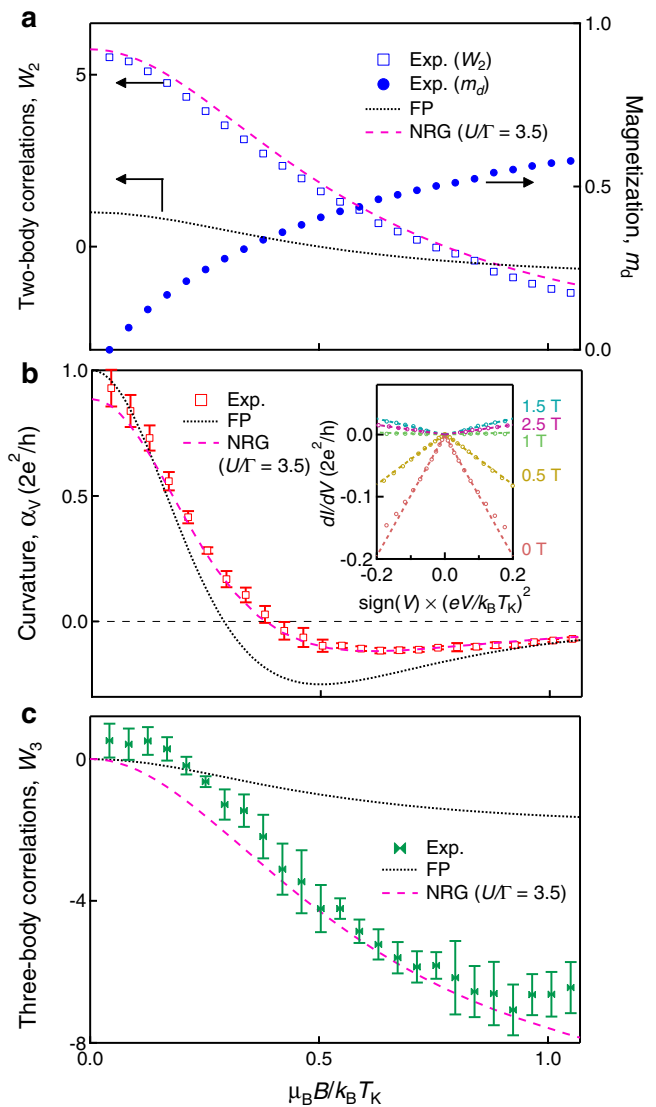 a
Two-body correlations, W2
5
0
Exp. (W2)
Exp. (md)
FP
NRG (U/Γ = 3.5)
1.0
0.5
0.0
Magnetization, md
b
Curvature, αV (2e²/h)
1.0
0.5
0.0
Exp.
FP
NRG
(U/Γ = 3.5)
dI/dV (2e²/h)
0.0
-0.1
-0.2
-0.2
0.0
0.2
sign(V) × (eV/kBTK)²
1.5 T
2.5 T
1 T
0.5 T
0 T
c
Three-body correlations, W3
0
-4
-8
Exp.
FP
NRG (U/Γ = 3.5)
0.0
0.5
1.0
μBB/kBTK